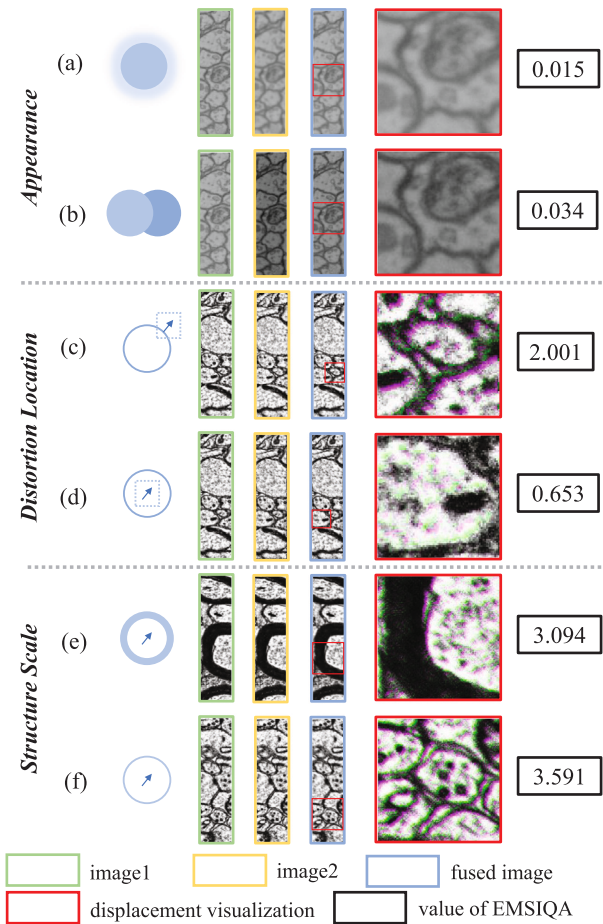 Appearance
(a)
0.015
(b)
0.034
Distortion Location
(c)
2.001
(d)
0.653
Structure Scale
(e)
3.094
(f)
3.591
image1
image2
fused image
displacement visualization
value of EMSIQA